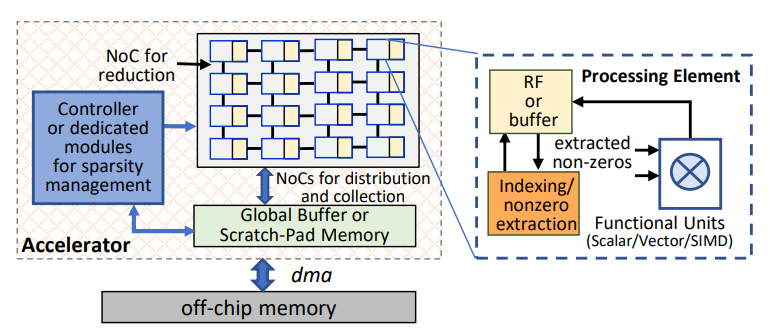 NoC for
reduction
Controller
or dedicated
modules
for sparsity
management
NoCs for distribution
and collection
Global Buffer or
Scratch-Pad Memory
Accelerator
dma
off-chip memory
Processing Element
RF
or
buffer
extracted
non-zeros
Indexing/
nonzero
extraction
Functional Units
(Scalar/Vector/SIMD)